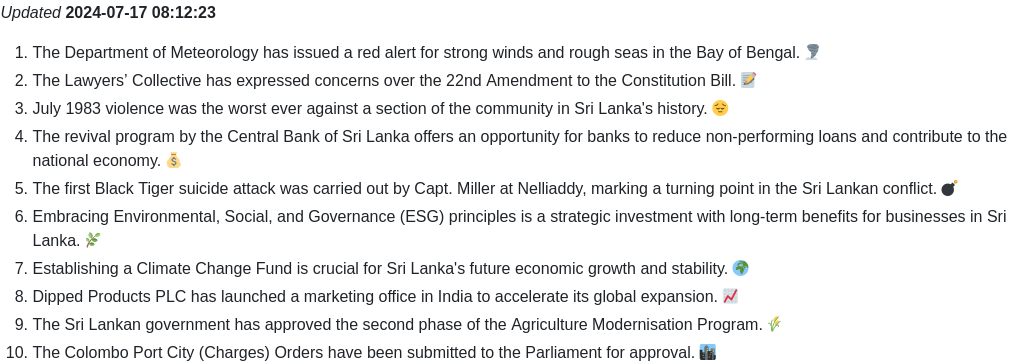 Updated 2024-07-17 08:12:23
1. The Department of Meteorology has issued a red alert for strong winds and rough seas in the Bay of Bengal. 🌪️
2. The Lawyers’ Collective has expressed concerns over the 22nd Amendment to the Constitution Bill. 📝
3. July 1983 violence was the worst ever against a section of the community in Sri Lanka's history. 😔
4. The revival program by the Central Bank of Sri Lanka offers an opportunity for banks to reduce non-performing loans and contribute to the
national economy. 💰
5. The first Black Tiger suicide attack was carried out by Capt. Miller at Nelliaddy, marking a turning point in the Sri Lankan conflict. 💣
6. Embracing Environmental, Social, and Governance (ESG) principles is a strategic investment with long-term benefits for businesses in Sri
Lanka. 🌿
7. Establishing a Climate Change Fund is crucial for Sri Lanka's future economic growth and stability. 🌍
8. Dipped Products PLC has launched a marketing office in India to accelerate its global expansion. 📈
9. The Sri Lankan government has approved the second phase of the Agriculture Modernisation Program. 🌾
10. The Colombo Port City (Charges) Orders have been submitted to the Parliament for approval. 🏙️